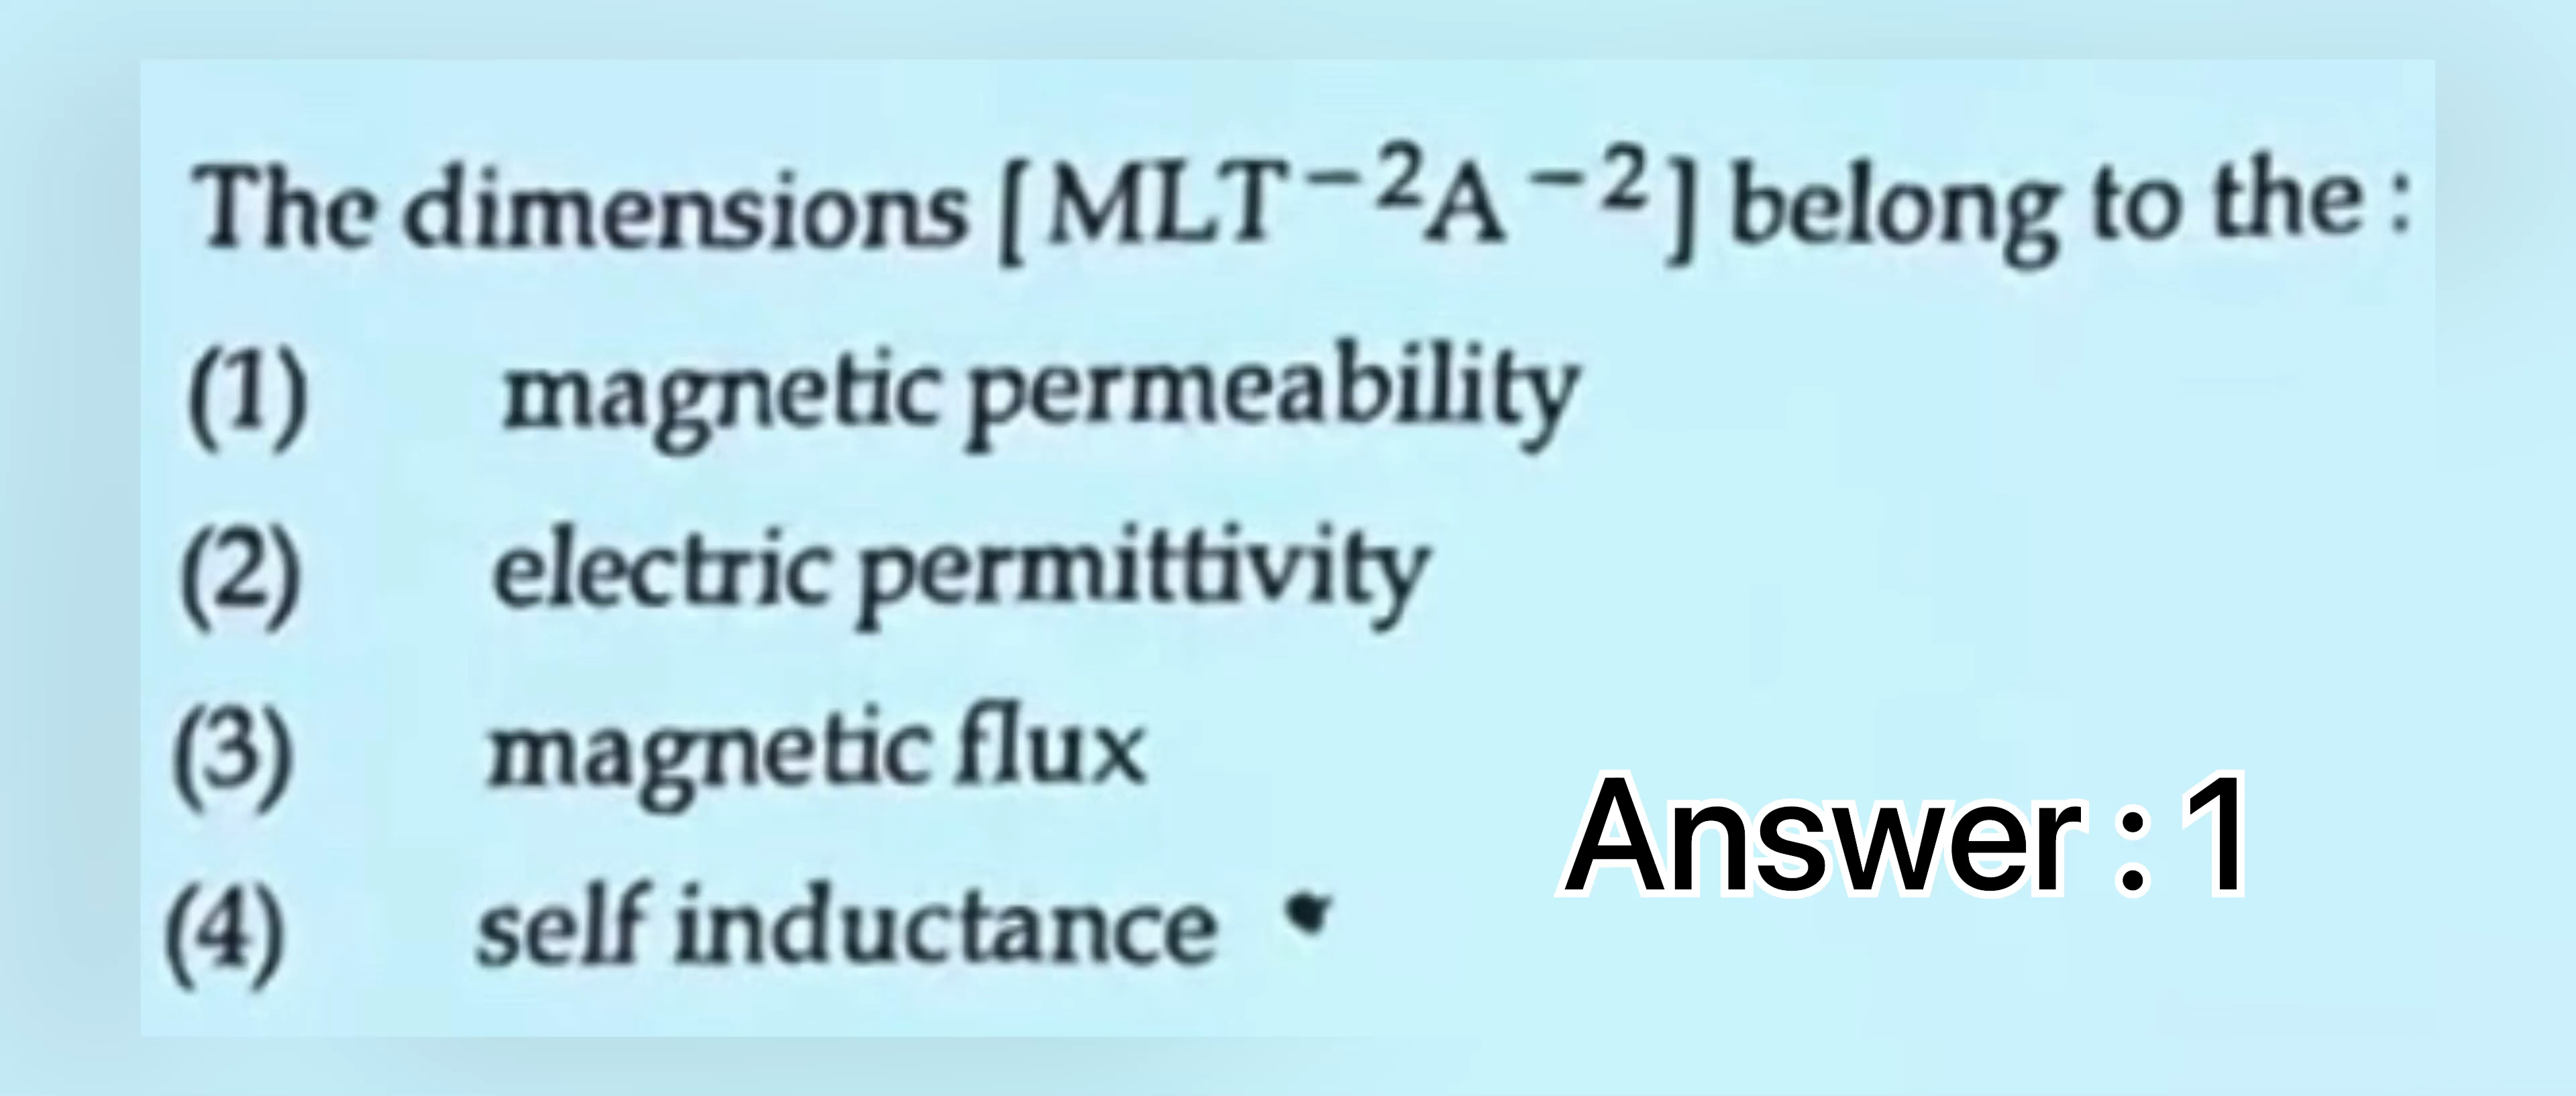 The dimensions [MLT⁻²A⁻²] belong to the :
(1) magnetic permeability
(2) electric permittivity
(3) magnetic flux
(4) self inductance
Answer : 1